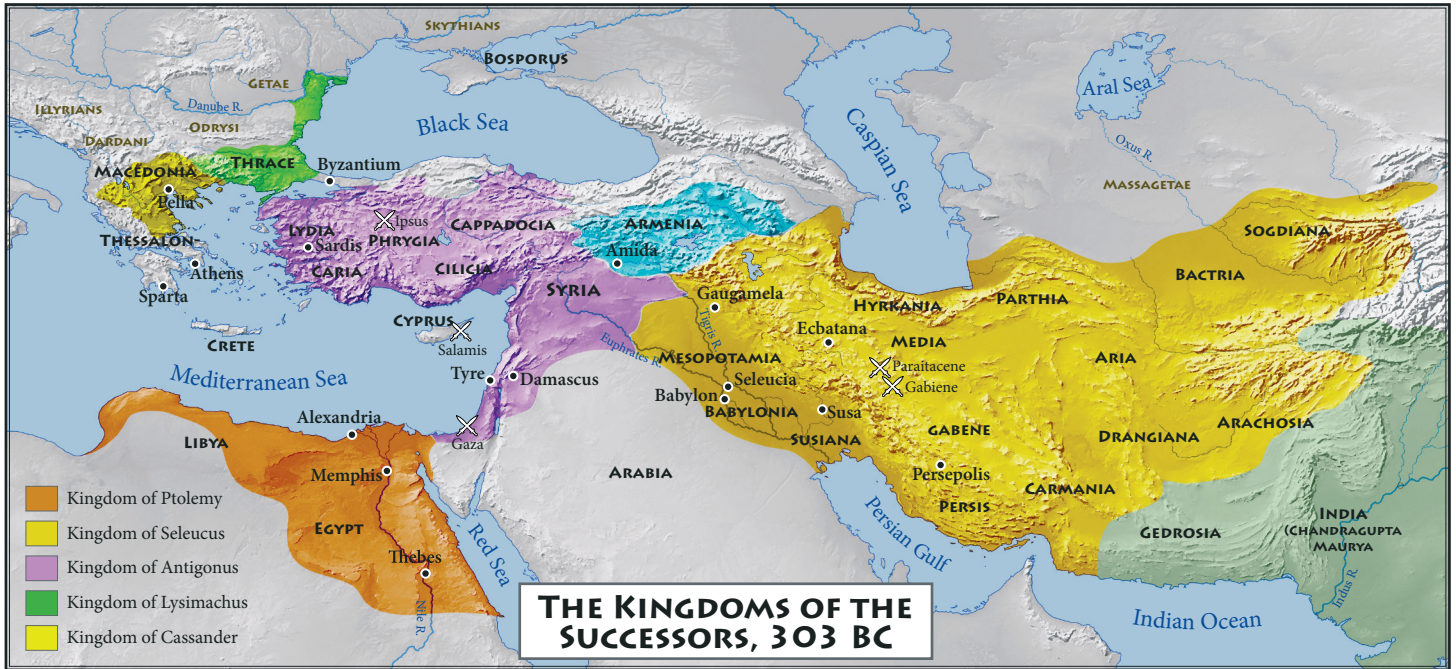 SKYTHIANS
BOSPORUS
GETAE
ILLYRIANS
Danube R.
ODRYSI
DARDANI
Black Sea
Caspian Sea
Aral Sea
Oxus R.
MASSAGETAE
THRACE
Byzantium
MACEDONIA
Pella
THESSALON-
Athens
Sparta
CRETE
LYDIA
Sardis
Ipsus
PHRYGIA
CAPPADOCIA
CARIA
CILICIA
ARMENIA
Amida
SYRIA
CYPRUS
Salamis
Mediterranean Sea
Tyre
Damascus
Gaza
Euphrates R.
Tigris R.
Gaugamela
MESOPOTAMIA
Seleucia
Babylon
BABYLONIA
Susa
SUSIANA
Ecbatana
MEDIA
HYRKANIA
PARTHIA
Paraitacene
Gabiene
GABENE
Persepolis
PERSIS
CARMANIA
DRANGIANA
ARIA
ARACHOSIA
BACTRIA
SOGDIANA
GEDROSIA
INDIA
(CHANDRAGUPTA
MAURYA
Indus R.
Indian Ocean
Persian Gulf
ARABIA
Red Sea
LIBYA
Alexandria
Memphis
EGYPT
Thebes
Nile R.
Kingdom of Ptolemy
Kingdom of Seleucus
Kingdom of Antigonus
Kingdom of Lysimachus
Kingdom of Cassander
THE KINGDOMS OF THE
SUCCESSORS, 303 BC